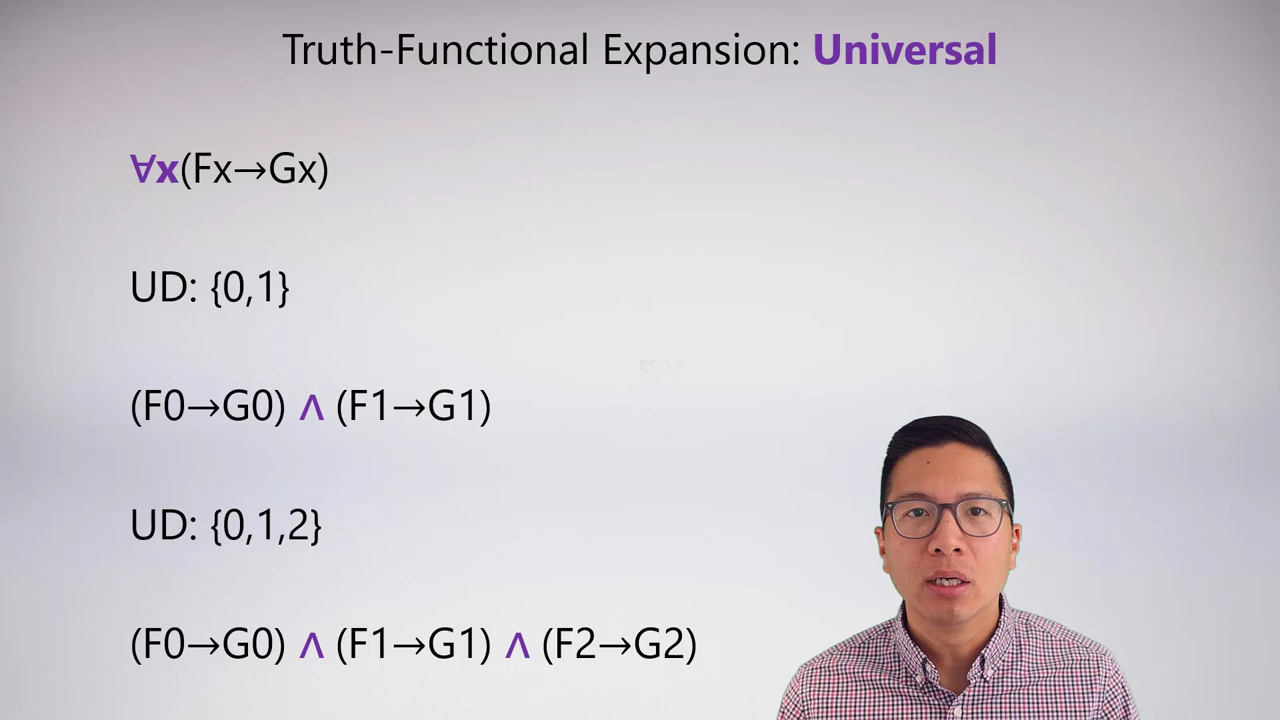 Truth-Functional Expansion: Universal
∀x(Fx→Gx)
UD: {0,1}
(F0→G0) ∧ (F1→G1)
UD: {0,1,2}
(F0→G0) ∧ (F1→G1) ∧ (F2→G2)